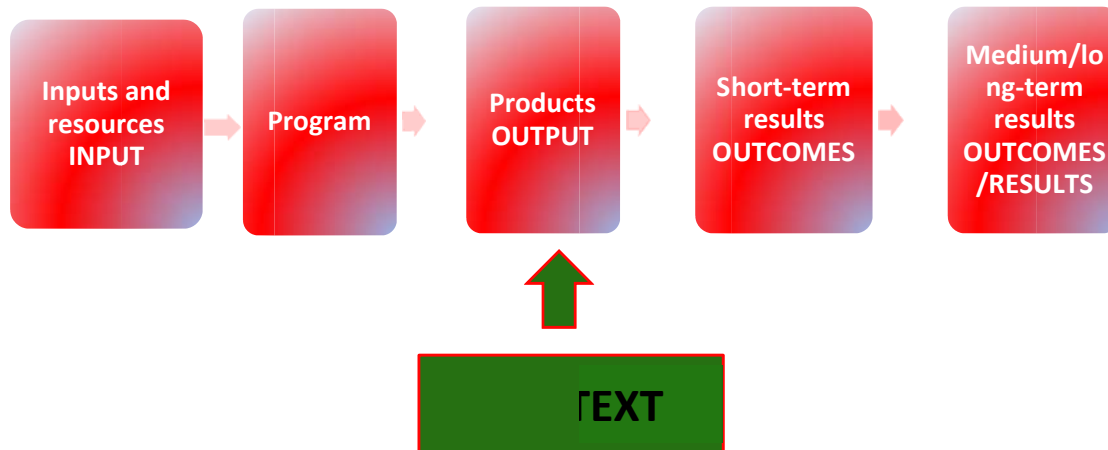 Inputs and
resources
INPUT
Program
Products
OUTPUT
Short-term
results
OUTCOMES
Medium/lo
ng-term
results
OUTCOMES
/RESULTS
TEXT